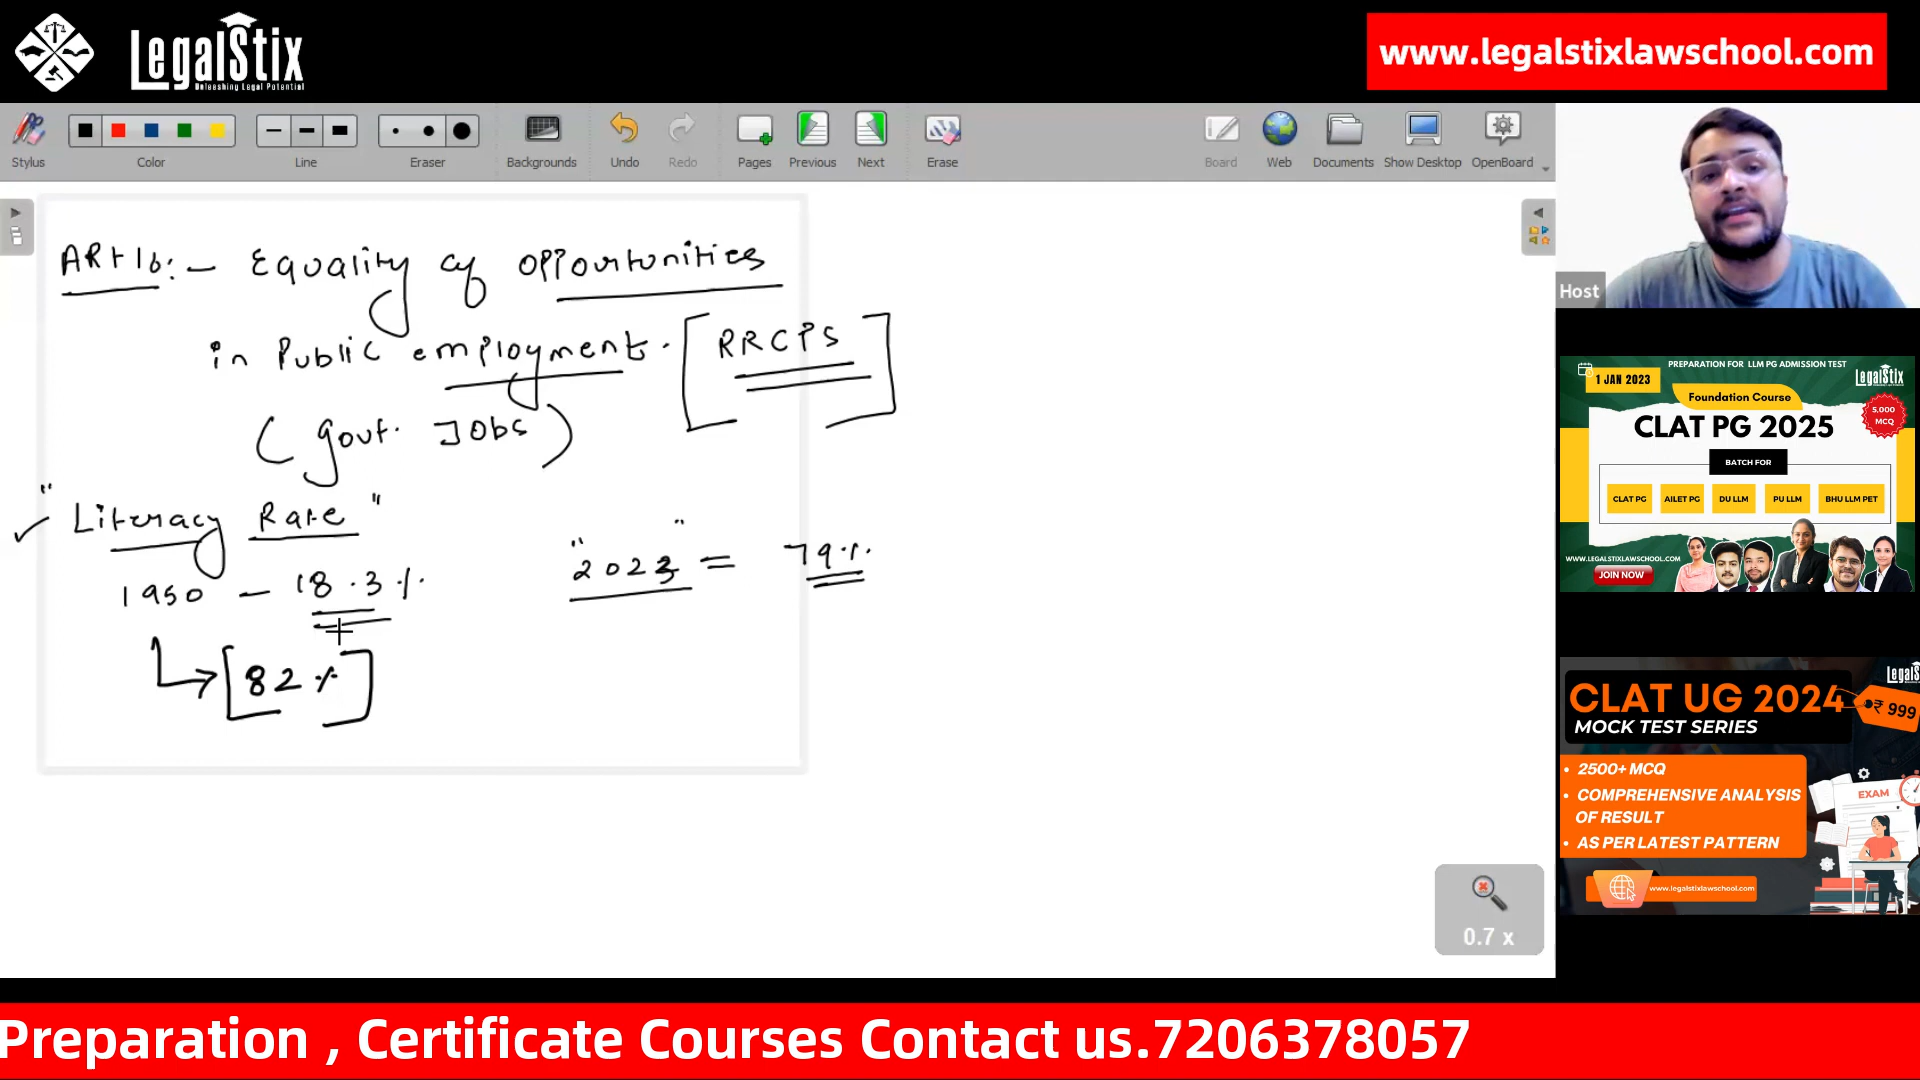 LegalStix
Unleashing Legal Potential
www.legalstixlawschool.com
Stylus
Color
Line
Eraser
Backgrounds
Undo
Redo
Pages
Previous
Next
Erase
Board
Web
Documents
Show Desktop
OpenBoard
ARt 16:- Equality of Opportunities
in Public employment. [RRCPS]
(govt. Jobs)
"Literacy Rate"
1950 - 18.3%
"2023" = 79%
[82%]
0.7 x
Host
1 JAN 2023
PREPARATION FOR LLM PG ADMISSION TEST
LegalStix
Foundation Course
5,000
MCQ
CLAT PG 2025
BATCH FOR
CLAT PG
AILET PG
DU LLM
PU LLM
BHU LLM PET
WWW.LEGALSTIXLAWSCHOOL.COM
JOIN NOW
CLAT UG 2024
₹ 999
MOCK TEST SERIES
• 2500+ MCQ
• COMPREHENSIVE ANALYSIS
OF RESULT
• AS PER LATEST PATTERN
EXAM
www.legalstixlawschool.com
Preparation , Certificate Courses Contact us.7206378057